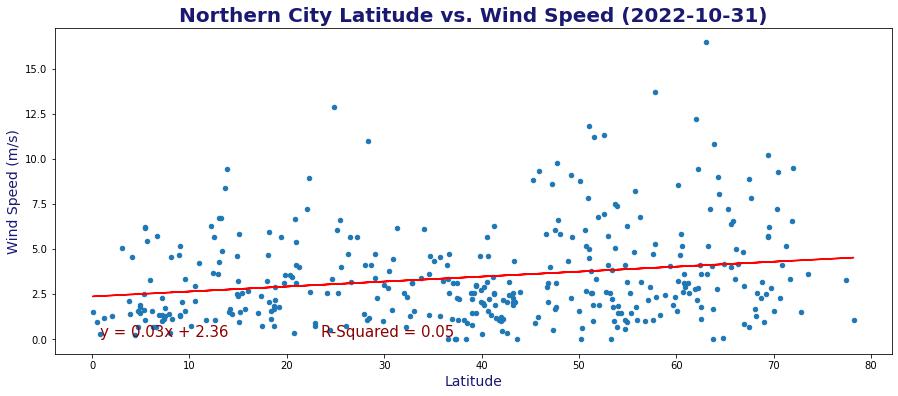 Northern City Latitude vs. Wind Speed (2022-10-31)
Wind Speed (m/s)
15.0
12.5
10.0
7.5
5.0
2.5
0.0
y = 0.03x + 2.36
R-Squared = 0.05
0 10 20 30 40 50 60 70 80
Latitude